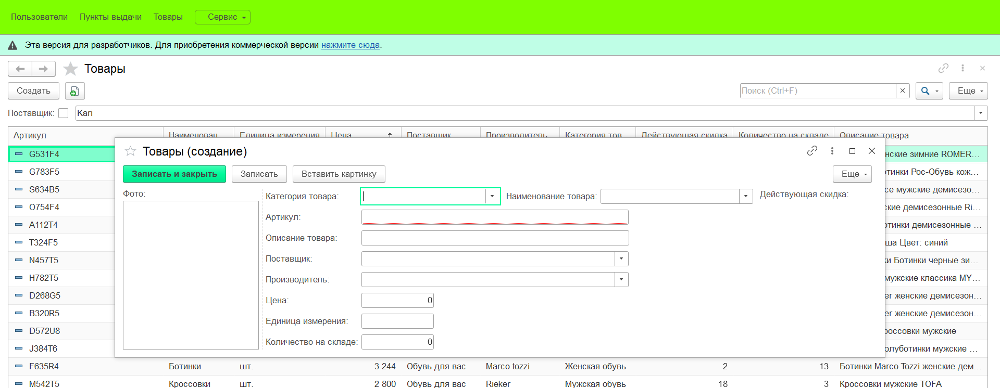 Пользователи Пункты выдачи Товары Сервис
Эта версия для разработчиков. Для приобретения коммерческой версии нажмите сюда.
Товары
Создать Поиск (Ctrl+F) × Еще
Поставщик: Kari
Артикул Наименован Единица измерения Цена Поставщик Производитель Категория тов Действующая скидка Количество на складе Описание товара
G531F4 нские зимние ROMER...
G783F5 тинки Рос-Обувь кож...
S634B5 се мужские демисезо...
O754F4 ские демисезонные Ri...
A112T4 отинки демисезонные ...
T324F5 ша Цвет: синий
N457T5 ки Ботинки черные зи...
H782T5 мужские классика MY...
D268G5 er женские демисезон...
B320R5 er женские демисезон...
D572U8 россовки мужские
J384T6 олуботинки мужские ...
F635R4 Ботинки шт. 3 244 Обувь для вас Marco tozzi Женская обувь 2 13 Ботинки Marco Tozzi женские дем...
M542T5 Кроссовки шт. 2 800 Обувь для вас Rieker Мужская обувь 18 3 Кроссовки мужские TOFA
Товары (создание)
Записать и закрыть Записать Вставить картинку Еще
Фото:
Категория товара: Наименование товара: Действующая скидка:
Артикул:
Описание товара:
Поставщик:
Производитель:
Цена: 0
Единица измерения:
Количество на складе: 0